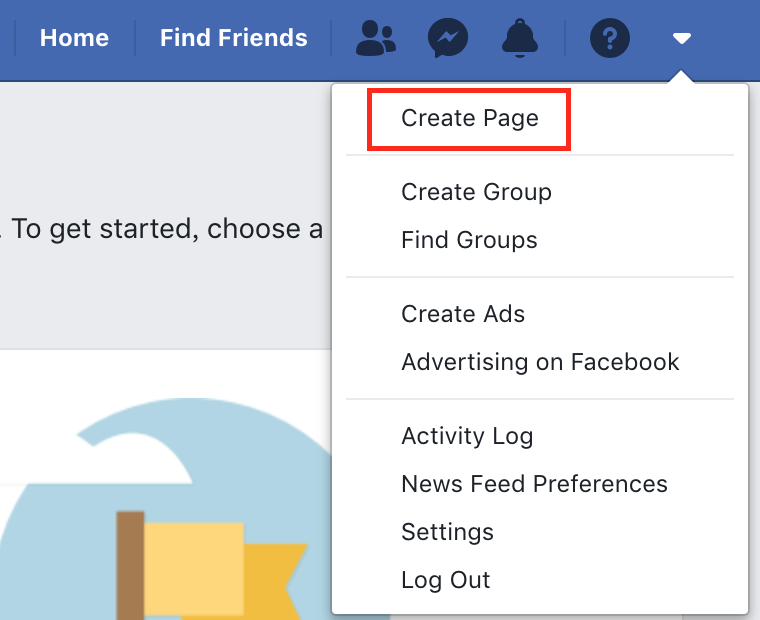 Home
Find Friends
Create Page
. To get started, choose a
Create Group
Find Groups
Create Ads
Advertising on Facebook
Activity Log
News Feed Preferences
Settings
Log Out